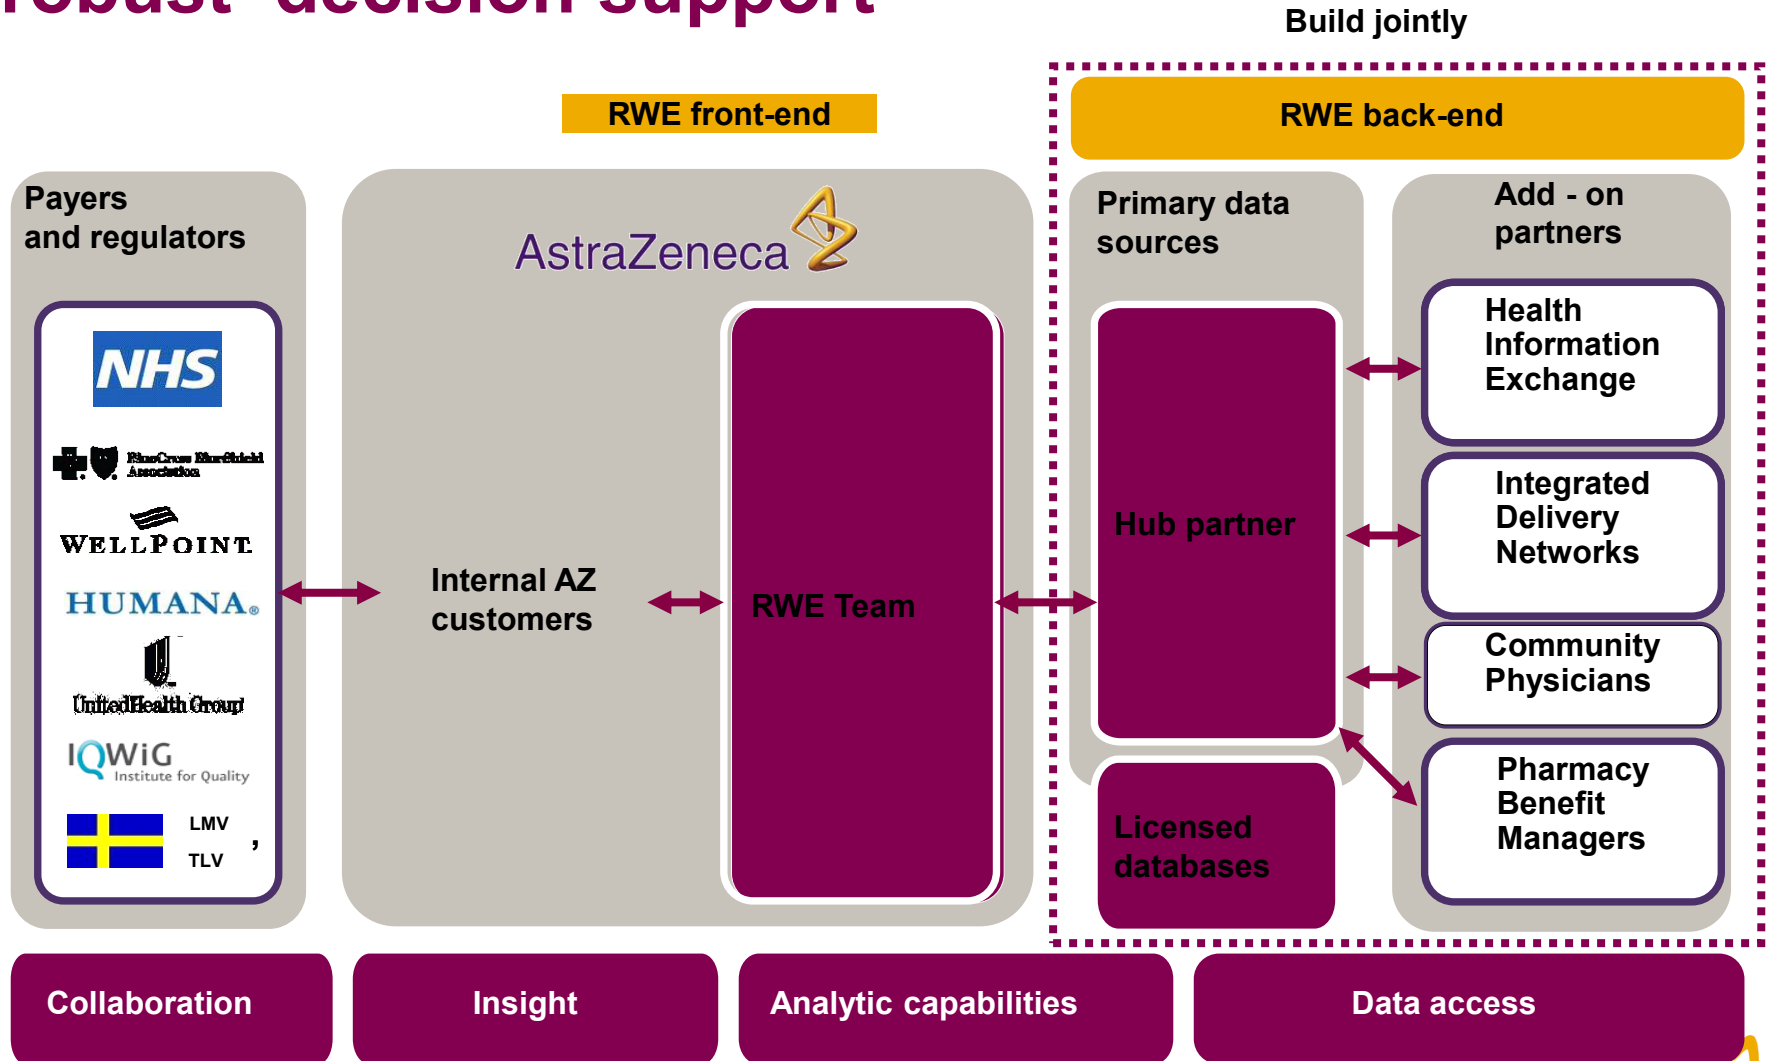 robust decision support
Build jointly
RWE front-end
RWE back-end
Payers
and regulators
AstraZeneca
Primary data
sources
Add - on
partners
NHS
BlueCross BlueShield
Association
WELLPOINT.
HUMANA®
UnitedHealth Group
IQWiG
Institute for Quality
LMV
,
TLV
Internal AZ
customers
RWE Team
Hub partner
Licensed
databases
Health
Information
Exchange
Integrated
Delivery
Networks
Community
Physicians
Pharmacy
Benefit
Managers
Collaboration
Insight
Analytic capabilities
Data access